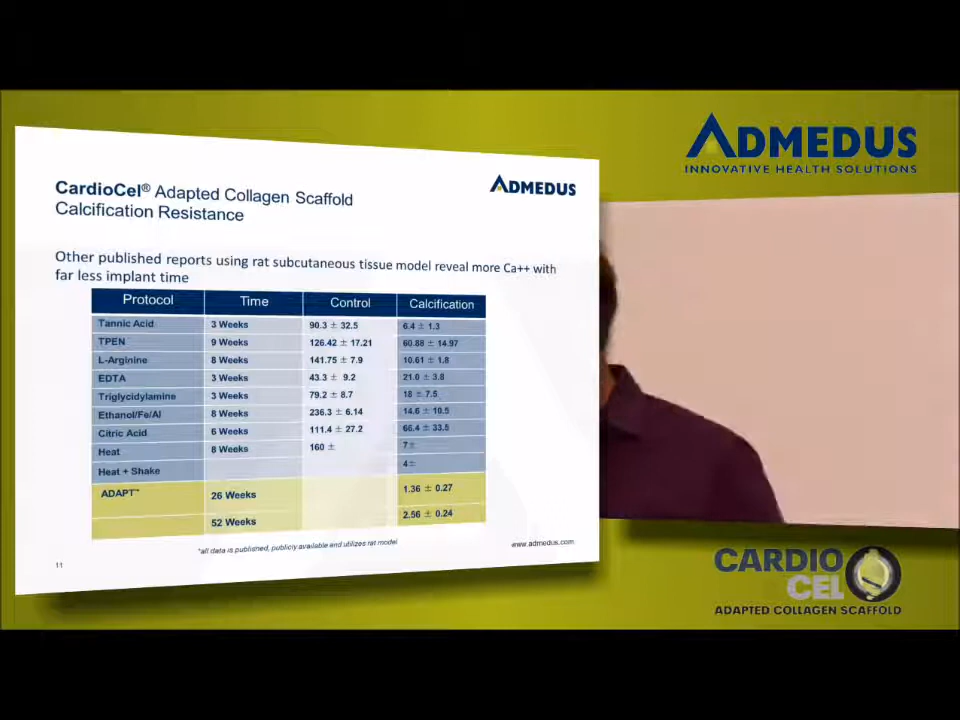 ADMEDUS
INNOVATIVE HEALTH SOLUTIONS
CardioCel® Adapted Collagen Scaffold
Calcification Resistance
ADMEDUS
Other published reports using rat subcutaneous tissue model reveal more Ca++ with
far less implant time
Protocol Time Control Calcification
Tannic Acid 3 Weeks 90.3 ± 32.5 6.4 ± 1.3
TPEN 9 Weeks 126.42 ± 17.21 60.88 ± 14.97
L-Arginine 8 Weeks 141.75 ± 7.9 10.61 ± 1.8
EDTA 3 Weeks 43.3 ± 9.2 21.0 ± 3.8
Triglycidylamine 3 Weeks 79.2 ± 8.7 18 ± 7.5
Ethanol/Fe/Al 8 Weeks 236.3 ± 6.14 14.6 ± 10.5
Citric Acid 6 Weeks 111.4 ± 27.2 66.4 ± 33.5
Heat 8 Weeks 160 ± 7±
Heat + Shake 4±
ADAPT* 26 Weeks 1.36 ± 0.27
52 Weeks 2.56 ± 0.24
*all data is published, publicly available and utilizes rat model
www.admedus.com
11
CARDIO
CEL
ADAPTED COLLAGEN SCAFFOLD